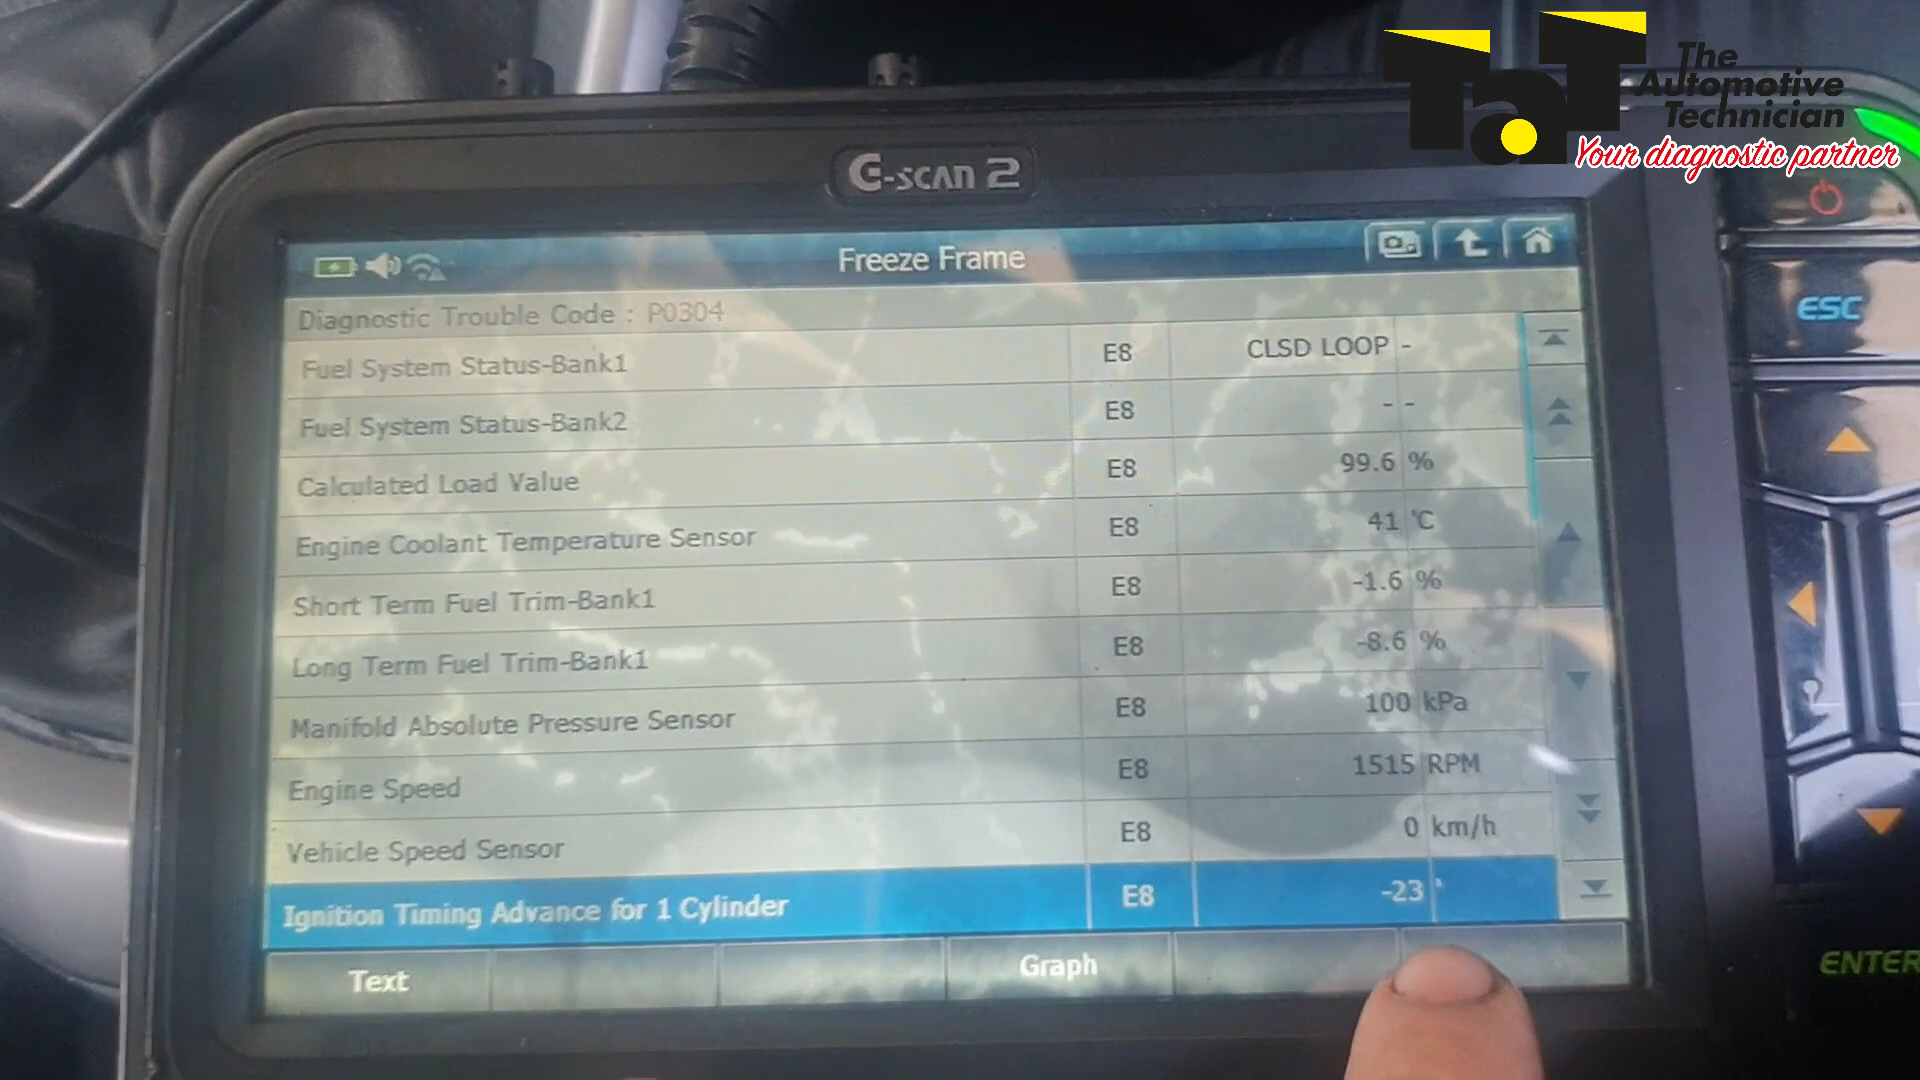 The
Automotive
Technician
TaT
Your diagnostic partner
G-SCAN 2
Freeze Frame
Diagnostic Trouble Code : P0304
Fuel System Status-Bank1 E8 CLSD LOOP -
Fuel System Status-Bank2 E8 - -
Calculated Load Value E8 99.6 %
Engine Coolant Temperature Sensor E8 41 ℃
Short Term Fuel Trim-Bank1 E8 -1.6 %
Long Term Fuel Trim-Bank1 E8 -8.6 %
Manifold Absolute Pressure Sensor E8 100 kPa
Engine Speed E8 1515 RPM
Vehicle Speed Sensor E8 0 km/h
Ignition Timing Advance for 1 Cylinder E8 -23 °
Text Graph
ESC
ENTER